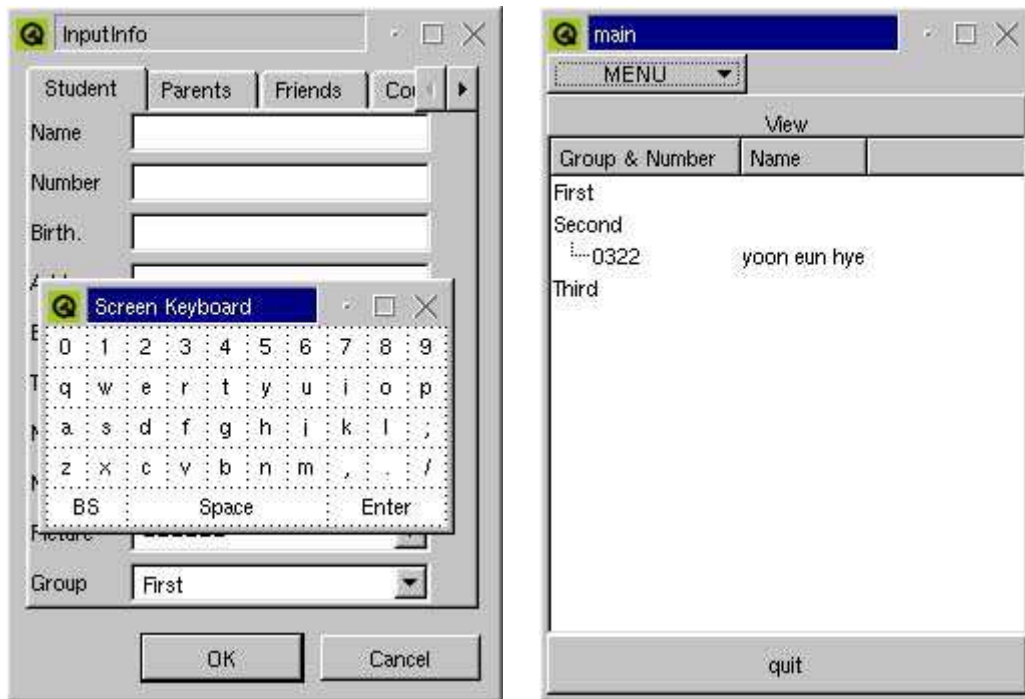 InputInfo
Student Parents Friends
Name
Number
Birth.
Screen Keyboard
0 1 2 3 4 5 6 7 8 9
q w e r t y u i o p
a s d f g h j k l ;
z x c v b n m , . /
BS Space Enter
Picture
Group First
OK Cancel
main
MENU
View
Group & Number Name
First
Second
0322 yoon eun hye
Third
quit